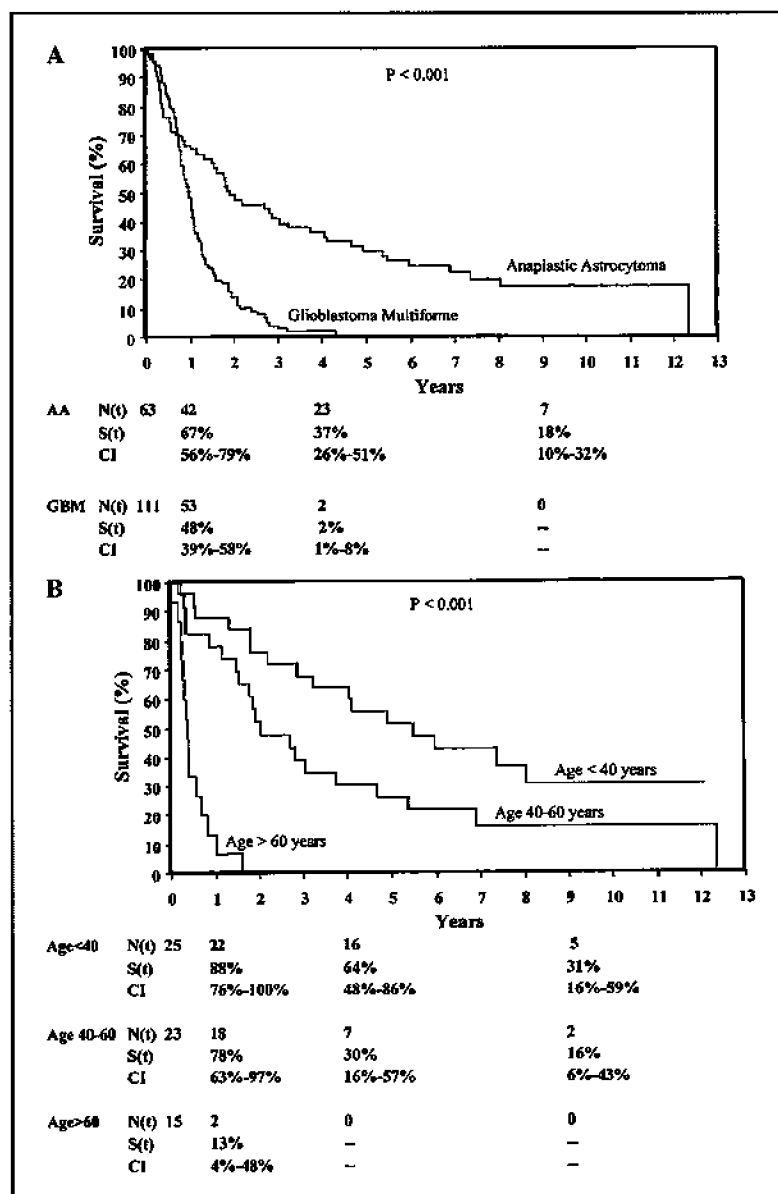 A
P < 0.001
100
90
80
70
60
50
40
30
20
10
0
Survival (%)
Anaplastic Astrocytoma
Glioblastoma Multiforme
0 1 2 3 4 5 6 7 8 9 10 11 12 13
Years
AA N(t) 63 42 23 7
S(t) 67% 37% 18%
CI 56%-79% 26%-51% 10%-32%
GBM N(t) 111 53 2 0
S(t) 48% 2% --
CI 39%-58% 1%-8% --
B
P < 0.001
100
90
80
70
60
50
40
30
20
10
0
Survival (%)
Age < 40 years
Age 40-60 years
Age > 60 years
0 1 2 3 4 5 6 7 8 9 10 11 12 13
Years
Age<40 N(t) 25 22 16 5
S(t) 88% 64% 31%
CI 76%-100% 48%-86% 16%-59%
Age 40-60 N(t) 23 18 7 2
S(t) 78% 30% 16%
CI 63%-97% 16%-57% 6%-43%
Age>60 N(t) 15 2 0 0
S(t) 13% -- --
CI 4%-48% -- --